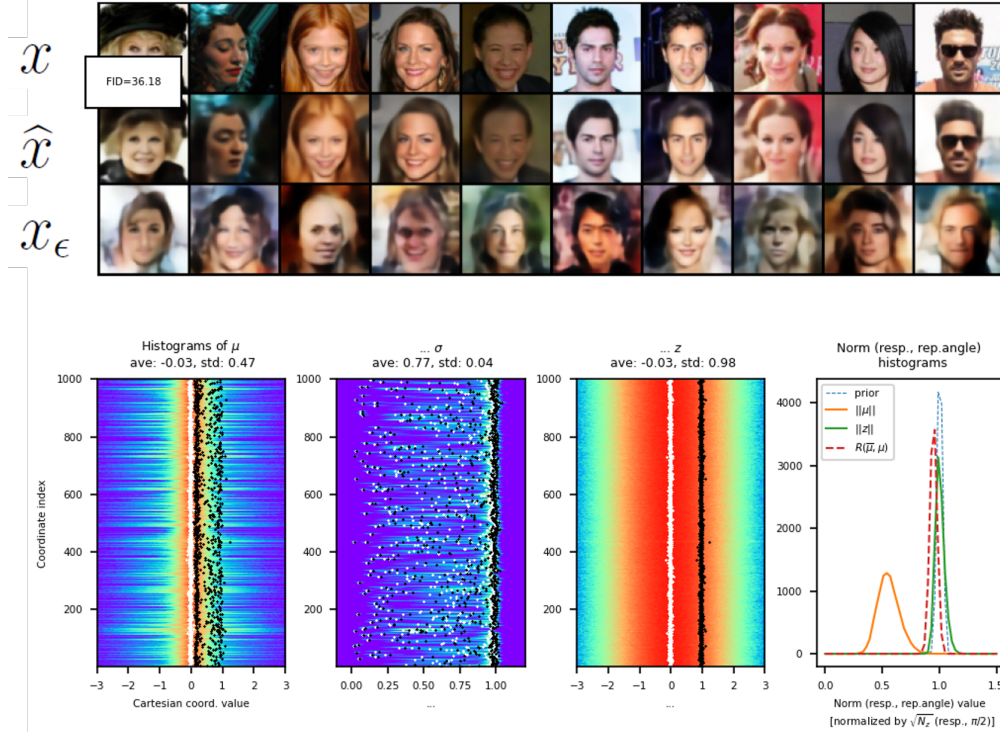 x
FID=36.18
x̂
x_ϵ
Histograms of μ
ave: -0.03, std: 0.47
... σ
ave: 0.77, std: 0.04
... z
ave: -0.03, std: 0.98
Norm (resp., rep.angle)
histograms
Coordinate index
1000
800
600
400
200
−3 −2 −1 0 1 2 3
Cartesian coord. value
1000
800
600
400
200
0.00 0.25 0.50 0.75 1.00
...
1000
800
600
400
200
−3 −2 −1 0 1 2 3
...
prior
||μ||
||z||
R(μ̅, μ)
4000
3000
2000
1000
0
0.0 0.5 1.0 1.5
Norm (resp., rep.angle) value
[normalized by √N_z (resp., π/2)]